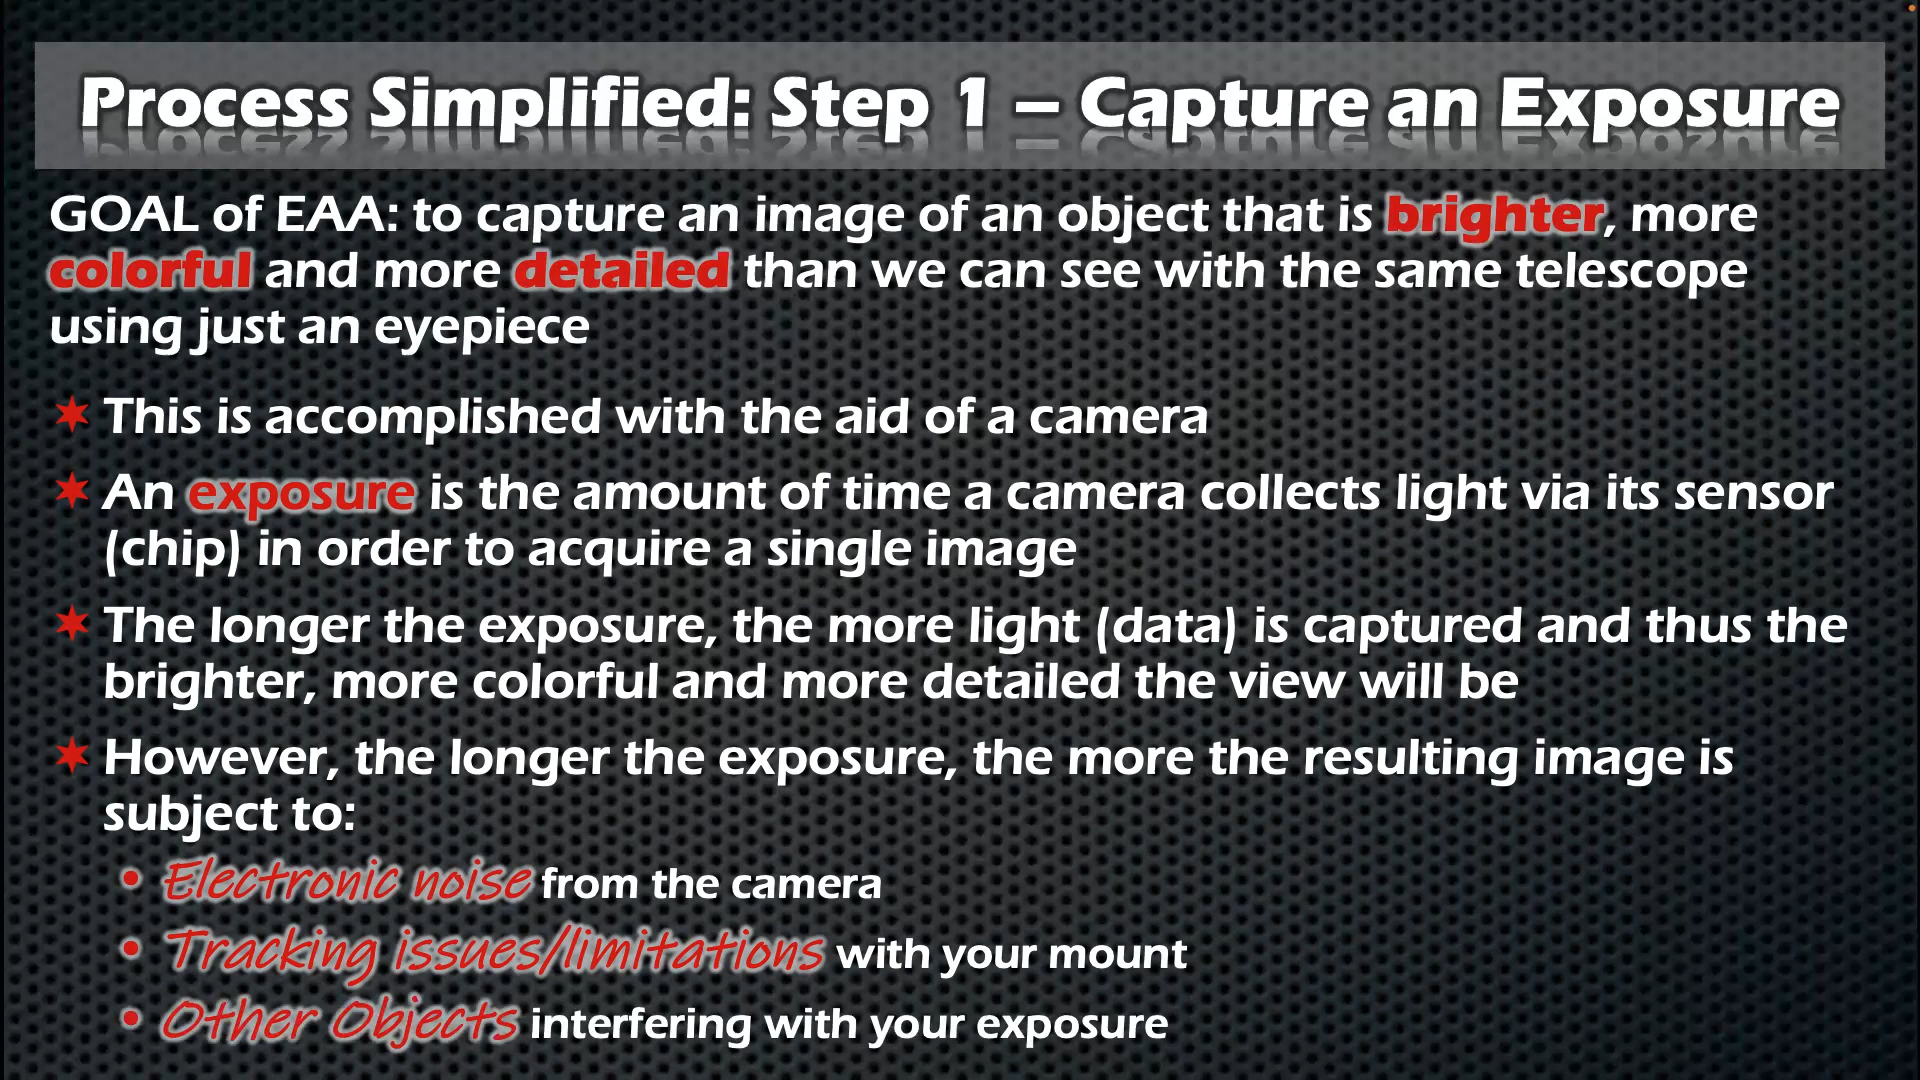 Process Simplified: Step 1 – Capture an Exposure
GOAL of EAA: to capture an image of an object that is brighter, more
colorful and more detailed than we can see with the same telescope
using just an eyepiece
This is accomplished with the aid of a camera
An exposure is the amount of time a camera collects light via its sensor
(chip) in order to acquire a single image
The longer the exposure, the more light (data) is captured and thus the
brighter, more colorful and more detailed the view will be
However, the longer the exposure, the more the resulting image is
subject to:
• Electronic noise from the camera
• Tracking issues/limitations with your mount
• Other Objects interfering with your exposure